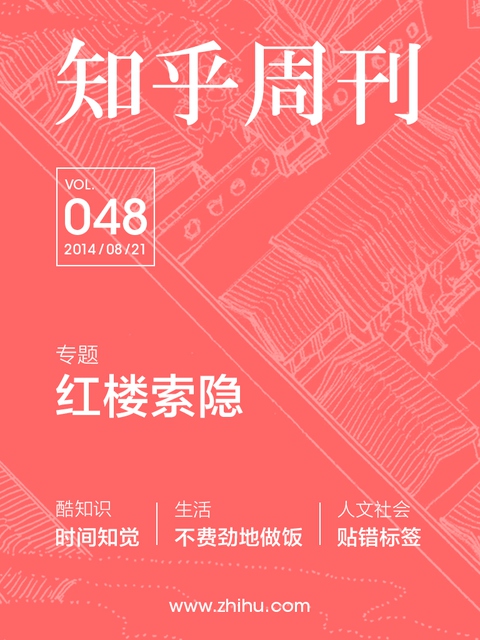 知乎周刊
VOL.
048
2014/08/21
专题
红楼索隐
酷知识
时间知觉
生活
不费劲地做饭
人文社会
贴错标签
www.zhihu.com